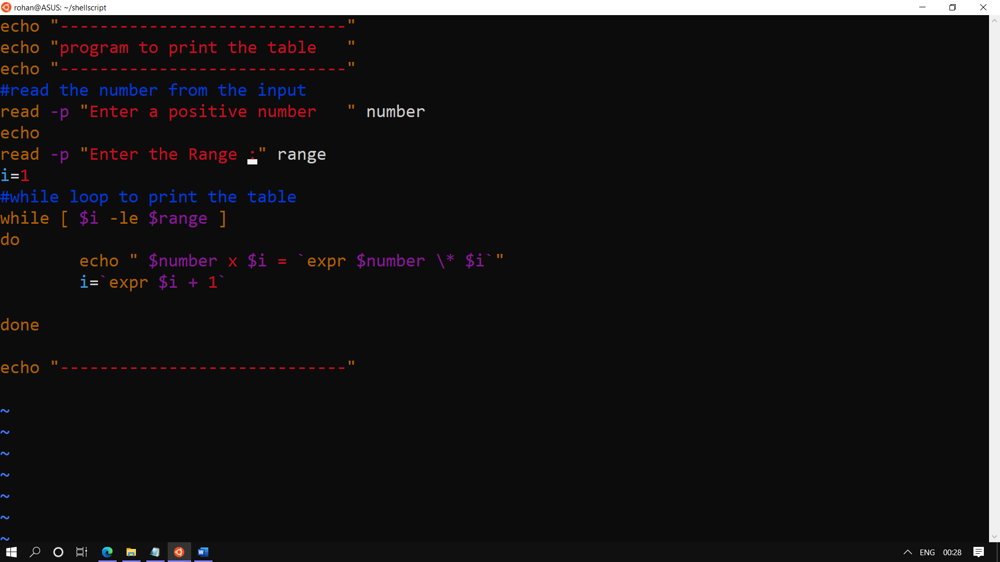 rohan@ASUS: ~/shellscript
echo "-----------------------------"
echo "program to print the table   "
echo "-----------------------------"
#read the number from the input
read -p "Enter a positive number   " number
echo
read -p "Enter the Range :" range
i=1
#while loop to print the table
while [ $i -le $range ]
do
        echo " $number x $i = `expr $number \* $i`"
        i=`expr $i + 1`
done
echo "-----------------------------"
~
~
~
~
~
~
~
ENG 00:28